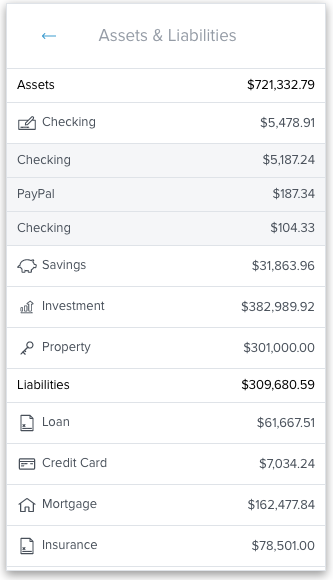 Assets & Liabilities
Assets $721,332.79
Checking $5,478.91
Checking $5,187.24
PayPal $187.34
Checking $104.33
Savings $31,863.96
Investment $382,989.92
Property $301,000.00
Liabilities $309,680.59
Loan $61,667.51
Credit Card $7,034.24
Mortgage $162,477.84
Insurance $78,501.00